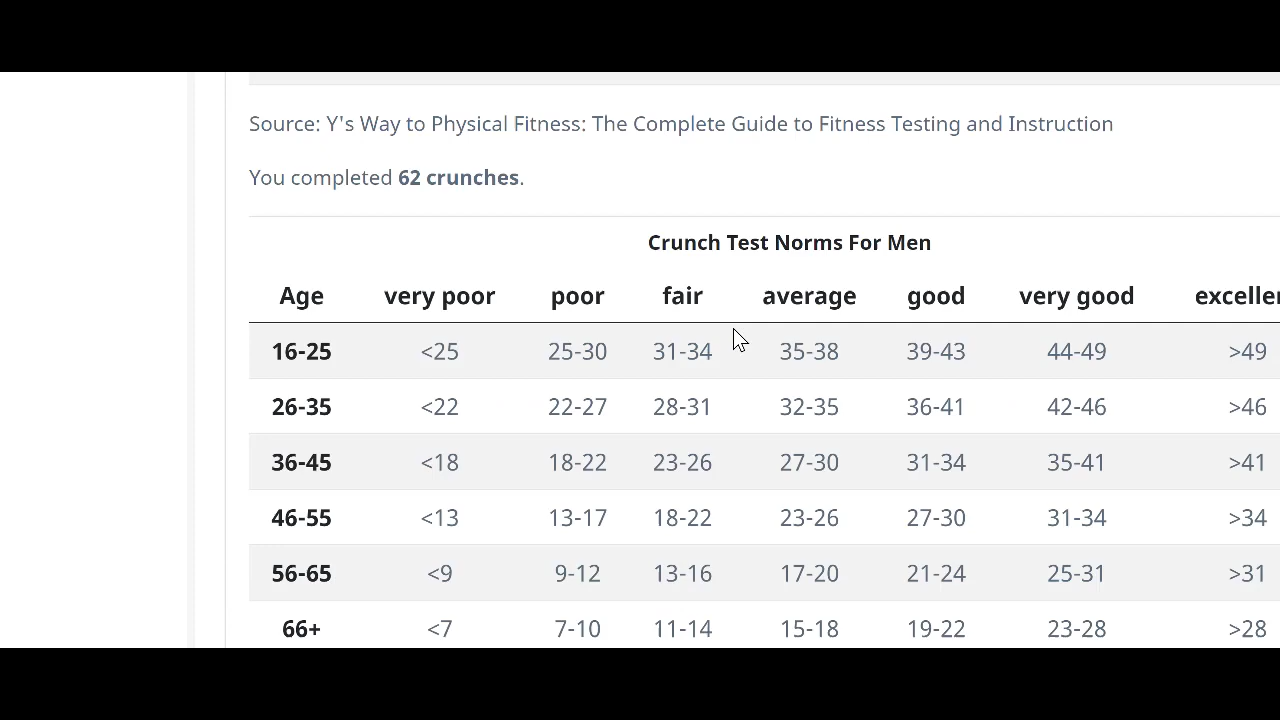 Source: Y's Way to Physical Fitness: The Complete Guide to Fitness Testing and Instruction
You completed 62 crunches.
Crunch Test Norms For Men
Age very poor poor fair average good very good excellen
16-25 <25 25-30 31-34 35-38 39-43 44-49 >49
26-35 <22 22-27 28-31 32-35 36-41 42-46 >46
36-45 <18 18-22 23-26 27-30 31-34 35-41 >41
46-55 <13 13-17 18-22 23-26 27-30 31-34 >34
56-65 <9 9-12 13-16 17-20 21-24 25-31 >31
66+ <7 7-10 11-14 15-18 19-22 23-28 >28